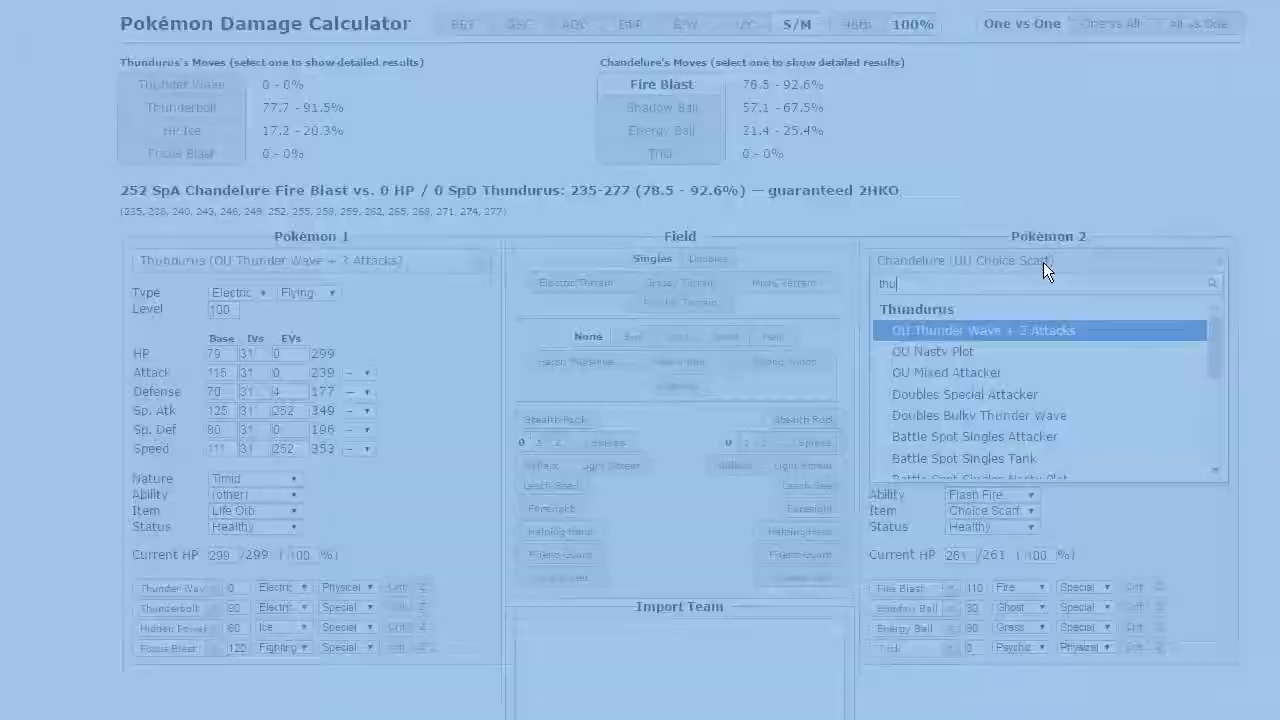 Pokémon Damage Calculator
S/M 100% One vs One One vs All All vs One
Thundurus's Moves (select one to show detailed results)
Chandelure's Moves (select one to show detailed results)
Thunder Wave 0 - 0%
Fire Blast 78.5 - 92.6%
Thunderbolt 77.7 - 91.5%
Shadow Ball 57.1 - 67.5%
HP Ice 17.2 - 20.3%
Energy Ball 21.4 - 25.4%
Focus Blast 0 - 0%
Trick 0 - 0%
252 SpA Chandelure Fire Blast vs. 0 HP / 0 SpD Thundurus: 235-277 (78.5 - 92.6%) — guaranteed 2HKO
(235, 238, 240, 243, 246, 249, 252, 255, 258, 259, 262, 265, 268, 271, 274, 277)
Pokémon 1
Thundurus (OU Thunder Wave + 3 Attacks)
Type Electric Flying
Level 100
Base IVs EVs
HP 79 31 0 299
Attack 115 31 0 239 --
Defense 70 31 4 177 --
Sp. Atk 125 31 252 349 --
Sp. Def 80 31 0 196 --
Speed 111 31 252 353 --
Nature Timid
Ability (other)
Item Life Orb
Status Healthy
Current HP 299 /299 ( 100 %)
Thunder Wav 0 Electric Physical Crit Z
Thunderbolt 90 Electric Special Z
Hidden Power 60 Ice Special Crit Z
Focus Blast 120 Fighting Special
Field
Singles Doubles
Electric Terrain Grassy Terrain Misty Terrain
Psychic Terrain
None
Stealth Rock Stealth Rock
0 Spikes 0 Spikes
Reflect Light Screen Light Screen
Leech Seed Leech Seed
Foresight Foresight
Helping Hand Helping Hand
Friend Guard Friend Guard
Import Team
Pokémon 2
Chandelure (UU Choice Scarf)
thu
Thundurus
OU Thunder Wave + 3 Attacks
OU Nasty Plot
OU Mixed Attacker
Doubles Special Attacker
Doubles Bulky Thunder Wave
Battle Spot Singles Attacker
Battle Spot Singles Tank
Battle Spot Singles Nasty Plot
Ability Flash Fire
Item Choice Scarf
Status Healthy
Current HP 261 /261 ( 100 %)
Fire Blast 110 Fire Special Crit Z
Shadow Ball 80 Ghost Special Z
Energy Ball 90 Grass Special Crit Z
Trick 0 Psychic Physical